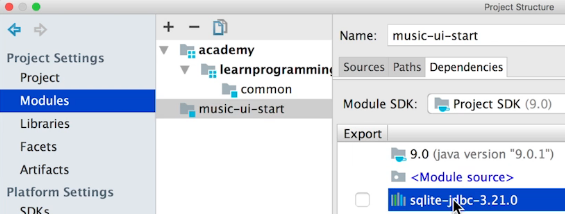 Project Structure
Project Settings
Project
Modules
Libraries
Facets
Artifacts
Platform Settings
SDKs
academy
learnprogramming
common
music-ui-start
Name: music-ui-start
Sources Paths Dependencies
Module SDK: Project SDK (9.0)
Export
9.0 (java version "9.0.1")
<Module source>
sqlite-jdbc-3.21.0